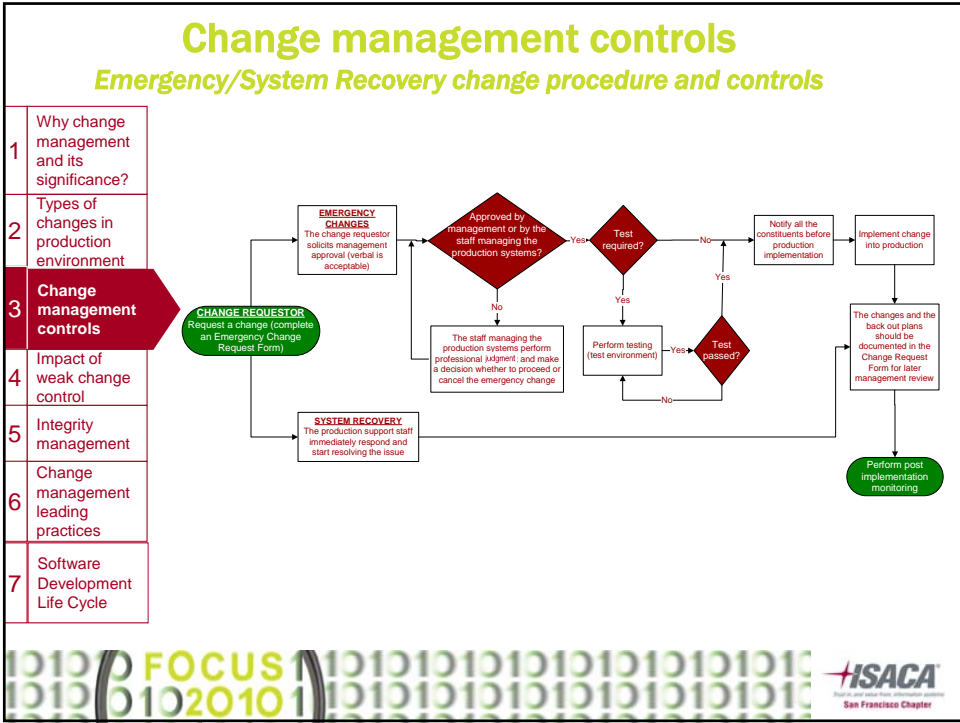 Change management controls
Emergency/System Recovery change procedure and controls
1
Why change
management
and its
significance?
2
Types of
changes in
production
environment
3
Change
management
controls
4
Impact of
weak change
control
5
Integrity
management
6
Change
management
leading
practices
7
Software
Development
Life Cycle
CHANGE REQUESTOR
Request a change (complete
an Emergency Change
Request Form)
EMERGENCY
CHANGES
The change requestor
solicits management
approval (verbal is
acceptable)
Approved by
management or by the
staff managing the
production systems?
Yes
No
The staff managing the
production systems perform
professional judgment and make
a decision whether to proceed or
cancel the emergency change
Test
required?
No
Yes
Perform testing
(test environment)
Yes
Test
passed?
Yes
No
Notify all the
constituents before
production
implementation
Implement change
into production
The changes and the
back out plans
should be
documented in the
Change Request
Form for later
management review
SYSTEM RECOVERY
The production support staff
immediately respond and
start resolving the issue
Perform post
implementation
monitoring
FOCUS
2010
ISACA
Trust in, and value from, information systems
San Francisco Chapter